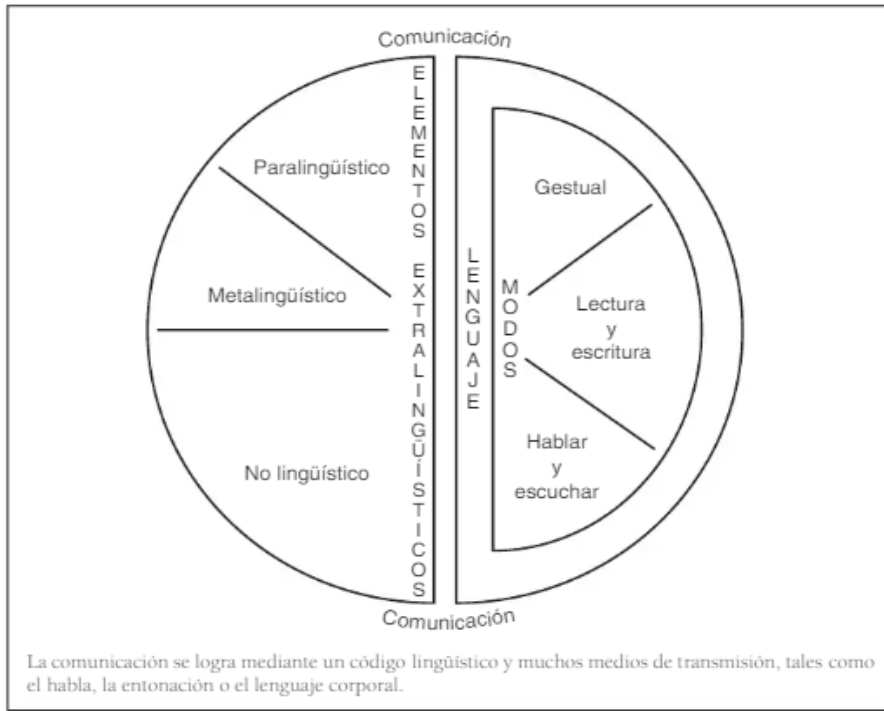 Comunicación
ELEMENTOS EXTRALINGÜÍSTICOS
Paralingüístico
Metalingüístico
No lingüístico
LENGUAJE
MODOS
Gestual
Lectura
y
escritura
Hablar
y
escuchar
Comunicación
La comunicación se logra mediante un código lingüístico y muchos medios de transmisión, tales como
el habla, la entonación o el lenguaje corporal.